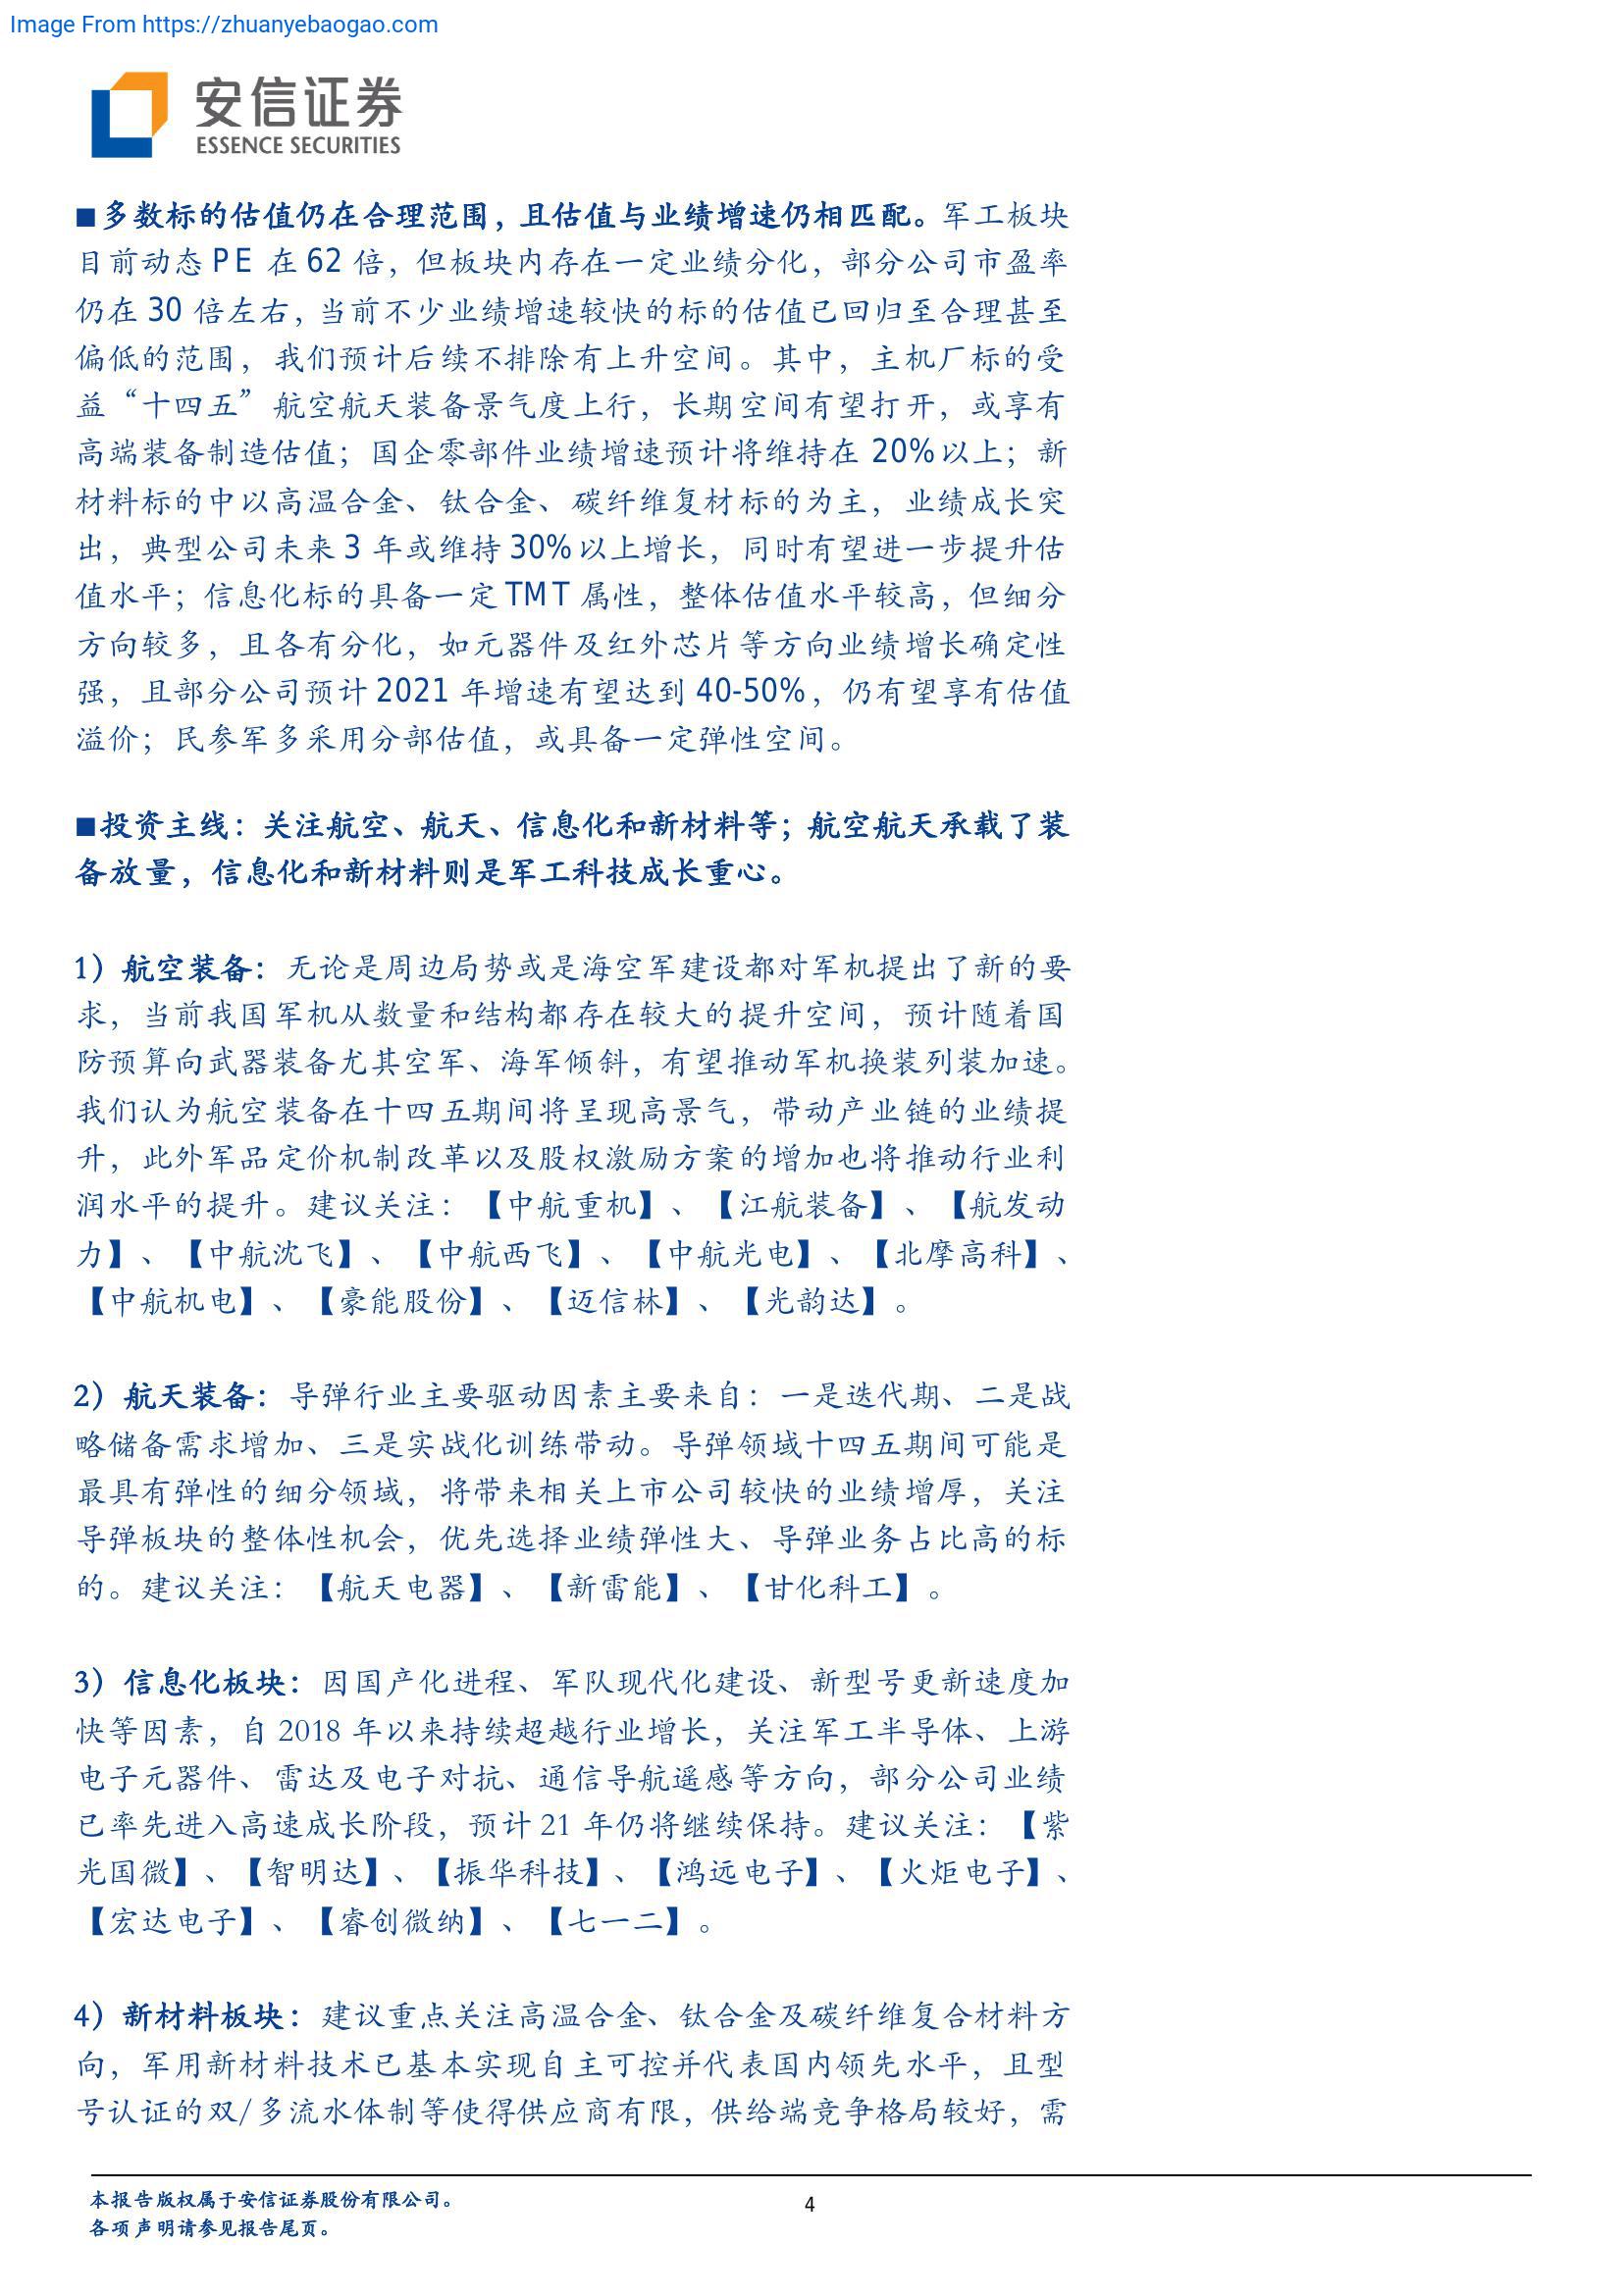 Image From https://zhuanyebaogao.com
安信证券
ESSENCE SECURITIES
■多数标的估值仍在合理范围，且估值与业绩增速仍相匹配。军工板块
目前动态 PE 在 62 倍，但板块内存在一定业绩分化，部分公司市盈率
仍在 30 倍左右，当前不少业绩增速较快的标的估值已回归至合理甚至
偏低的范围，我们预计后续不排除有上升空间。其中，主机厂标的受
益“十四五”航空航天装备景气度上行，长期空间有望打开，或享有
高端装备制造估值；国企零部件业绩增速预计将维持在 20%以上；新
材料标的中以高温合金、钛合金、碳纤维复材标的为主，业绩成长突
出，典型公司未来 3 年或维持 30%以上增长，同时有望进一步提升估
值水平；信息化标的具备一定 TMT 属性，整体估值水平较高，但细分
方向较多，且各有分化，如元器件及红外芯片等方向业绩增长确定性
强，且部分公司预计 2021 年增速有望达到 40-50%，仍有望享有估值
溢价；民参军多采用分部估值，或具备一定弹性空间。
■投资主线：关注航空、航天、信息化和新材料等；航空航天承载了装
备放量，信息化和新材料则是军工科技成长重心。
1）航空装备：无论是周边局势或是海空军建设都对军机提出了新的要
求，当前我国军机从数量和结构都存在较大的提升空间，预计随着国
防预算向武器装备尤其空军、海军倾斜，有望推动军机换装列装加速。
我们认为航空装备在十四五期间将呈现高景气，带动产业链的业绩提
升，此外军品定价机制改革以及股权激励方案的增加也将推动行业利
润水平的提升。建议关注：【中航重机】、【江航装备】、【航发动
力】、【中航沈飞】、【中航西飞】、【中航光电】、【北摩高科】、
【中航机电】、【豪能股份】、【迈信林】、【光韵达】。
2）航天装备：导弹行业主要驱动因素主要来自：一是迭代期、二是战
略储备需求增加、三是实战化训练带动。导弹领域十四五期间可能是
最具有弹性的细分领域，将带来相关上市公司较快的业绩增厚，关注
导弹板块的整体性机会，优先选择业绩弹性大、导弹业务占比高的标
的。建议关注：【航天电器】、【新雷能】、【甘化科工】。
3）信息化板块：因国产化进程、军队现代化建设、新型号更新速度加
快等因素，自 2018 年以来持续超越行业增长，关注军工半导体、上游
电子元器件、雷达及电子对抗、通信导航遥感等方向，部分公司业绩
已率先进入高速成长阶段，预计 21 年仍将继续保持。建议关注：【紫
光国微】、【智明达】、【振华科技】、【鸿远电子】、【火炬电子】、
【宏达电子】、【睿创微纳】、【七一二】。
4）新材料板块：建议重点关注高温合金、钛合金及碳纤维复合材料方
向，军用新材料技术已基本实现自主可控并代表国内领先水平，且型
号认证的双/多流水体制等使得供应商有限，供给端竞争格局较好，需
本报告版权属于安信证券股份有限公司。
4
各项声明请参见报告尾页。